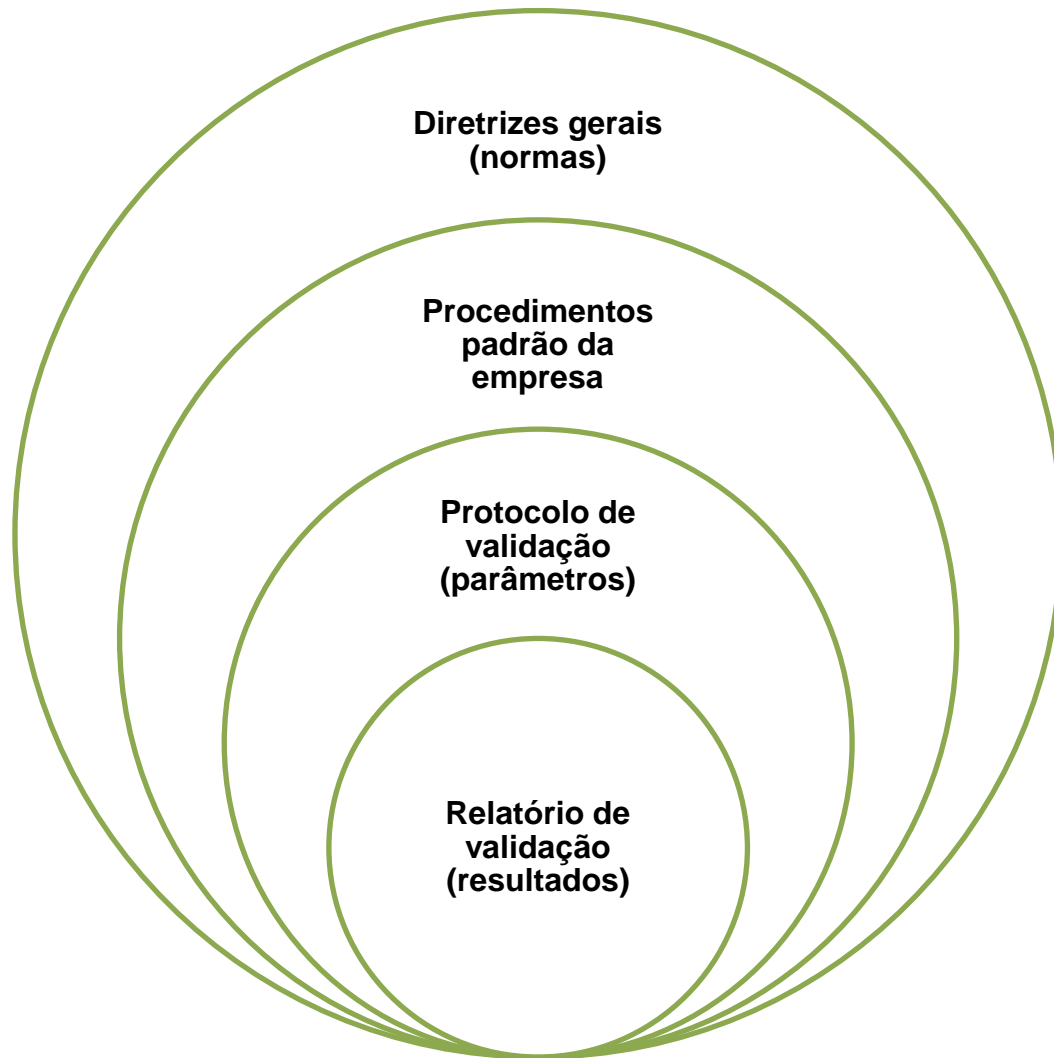 Diretrizes gerais
(normas)
Procedimentos
padrão da
empresa
Protocolo de
validação
(parâmetros)
Relatório de
validação
(resultados)